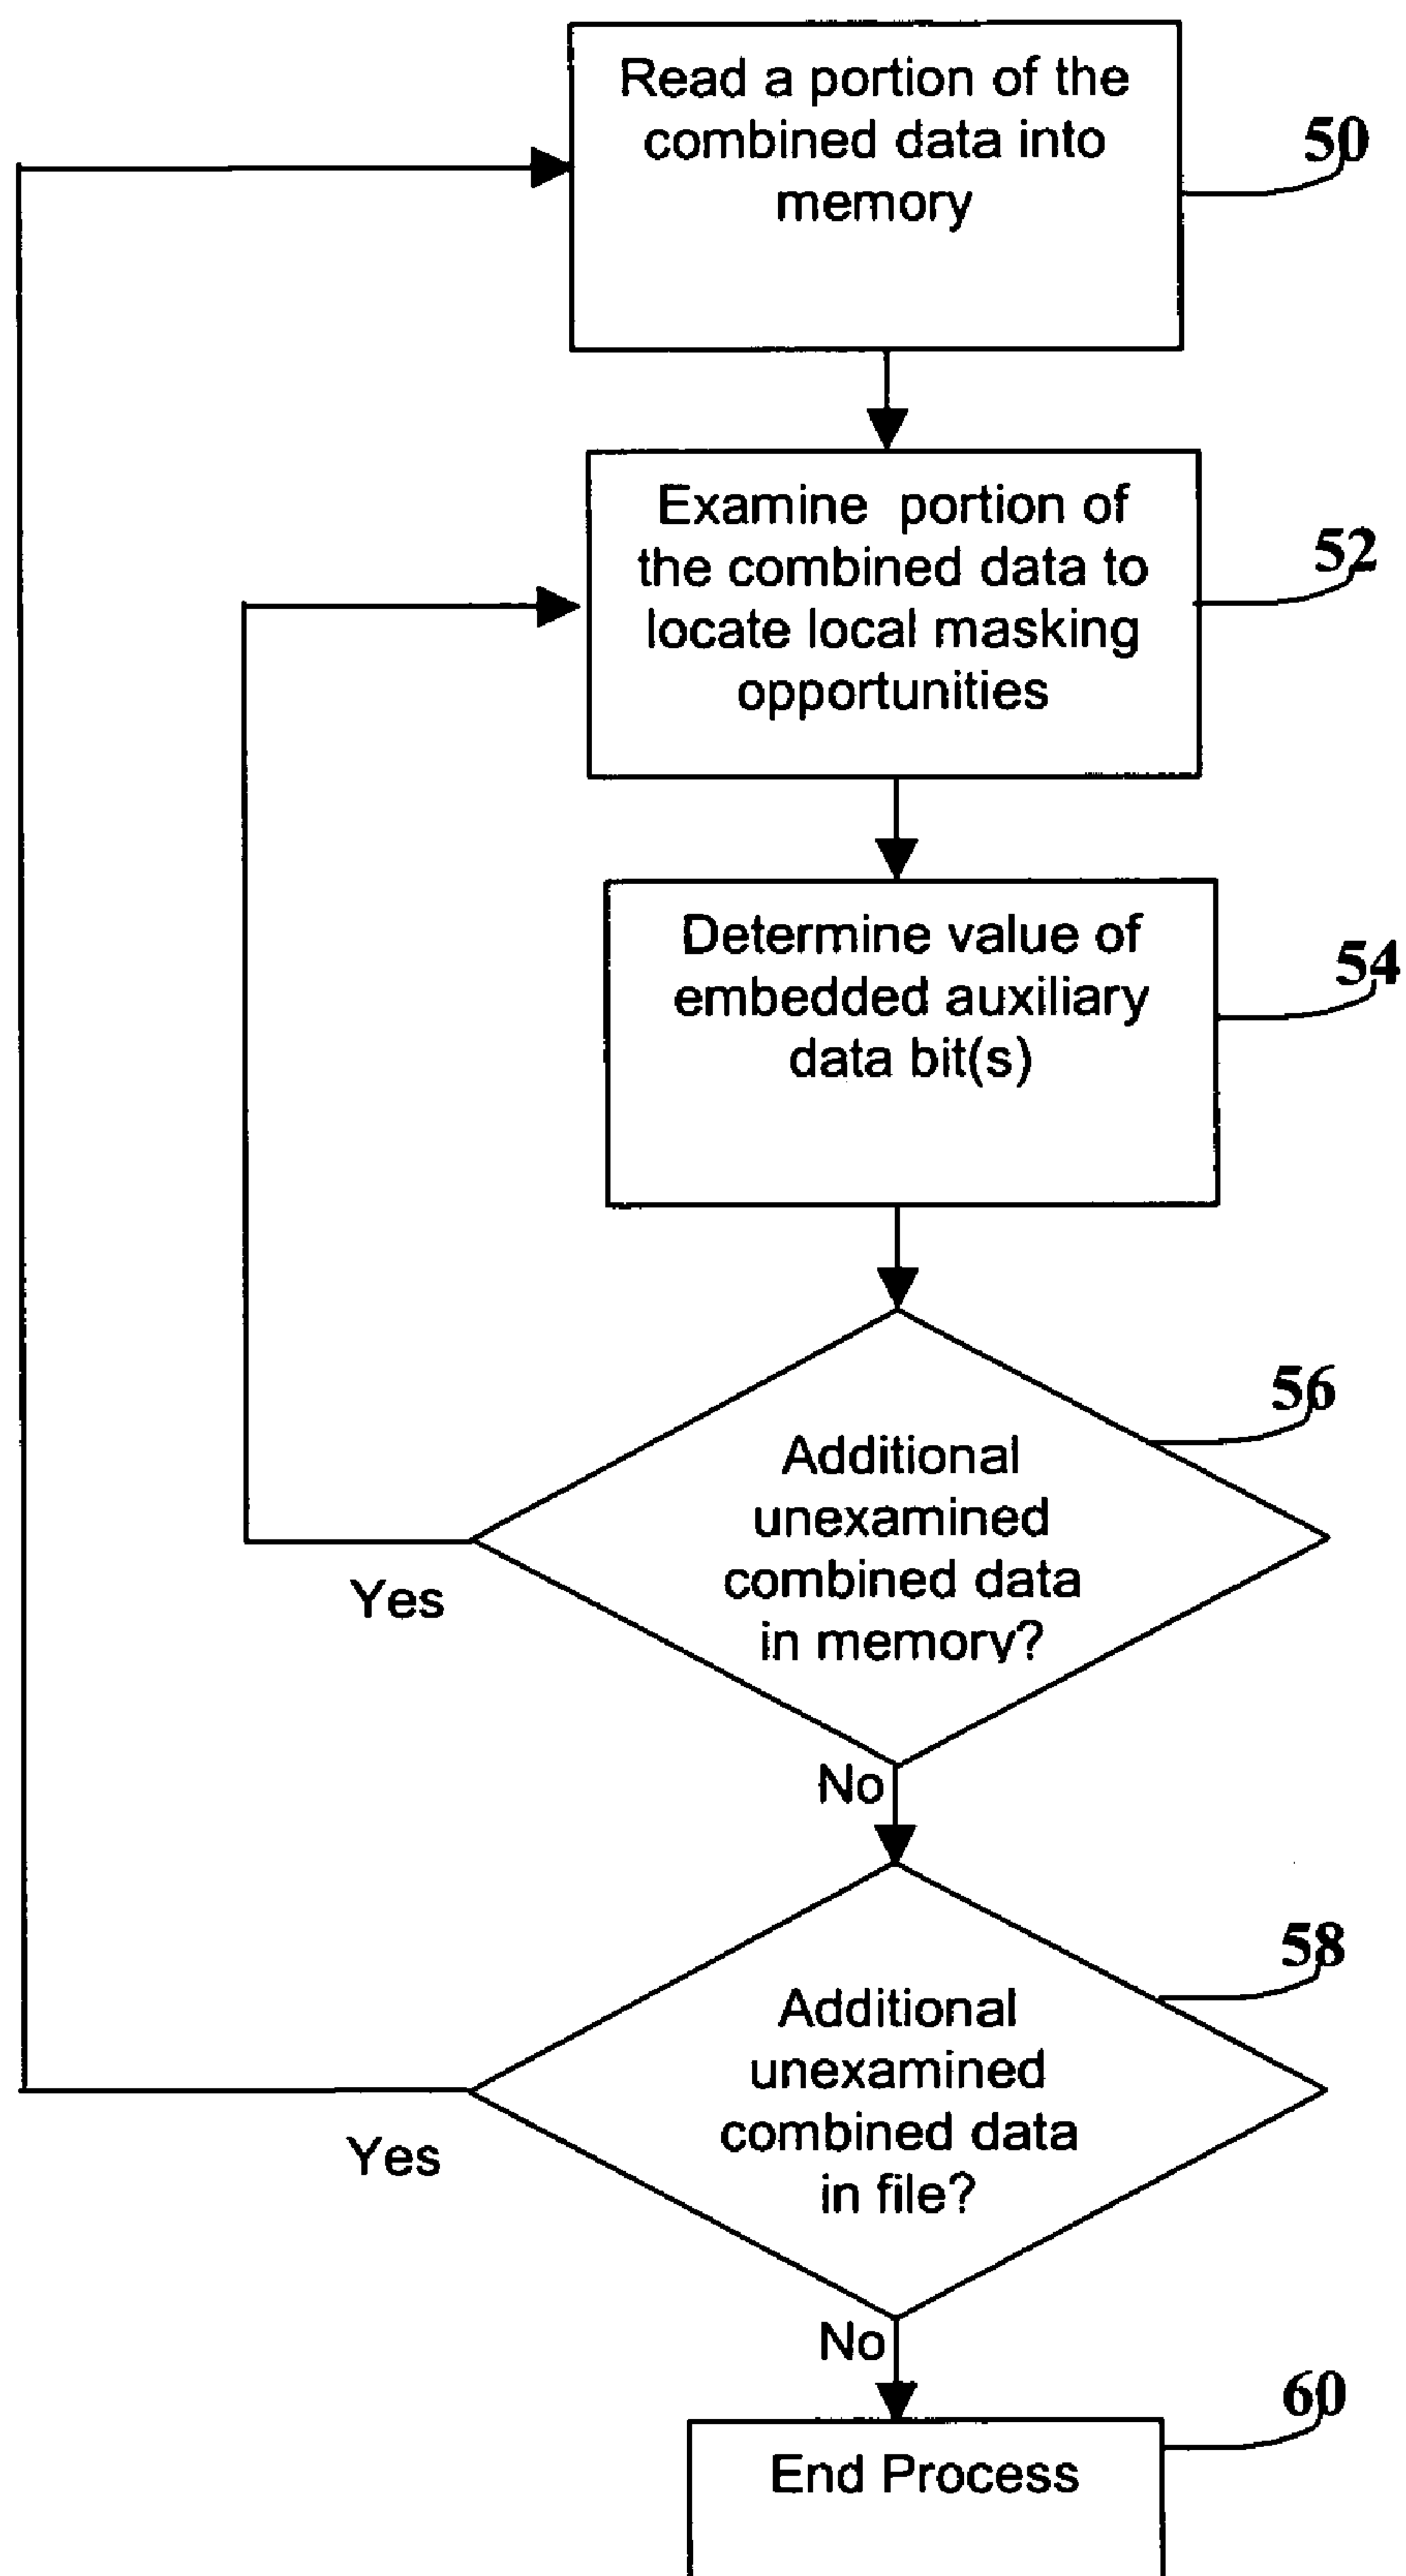 Read a portion of the
combined data into
memory
50
Examine portion of
the combined data to
locate local masking
opportunities
52
Determine value of
embedded auxiliary
data bit(s)
54
56
Additional
unexamined
combined data
in memory?
Yes
No
58
Additional
unexamined
combined data
in file?
Yes
No
60
End Process